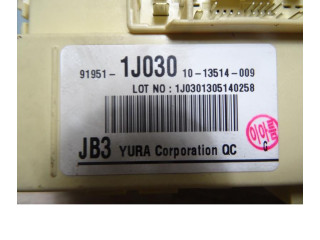 91951-1J030 10-13514-009
LOT NO : 1J0301305140258
JB3 YURA Corporation QC